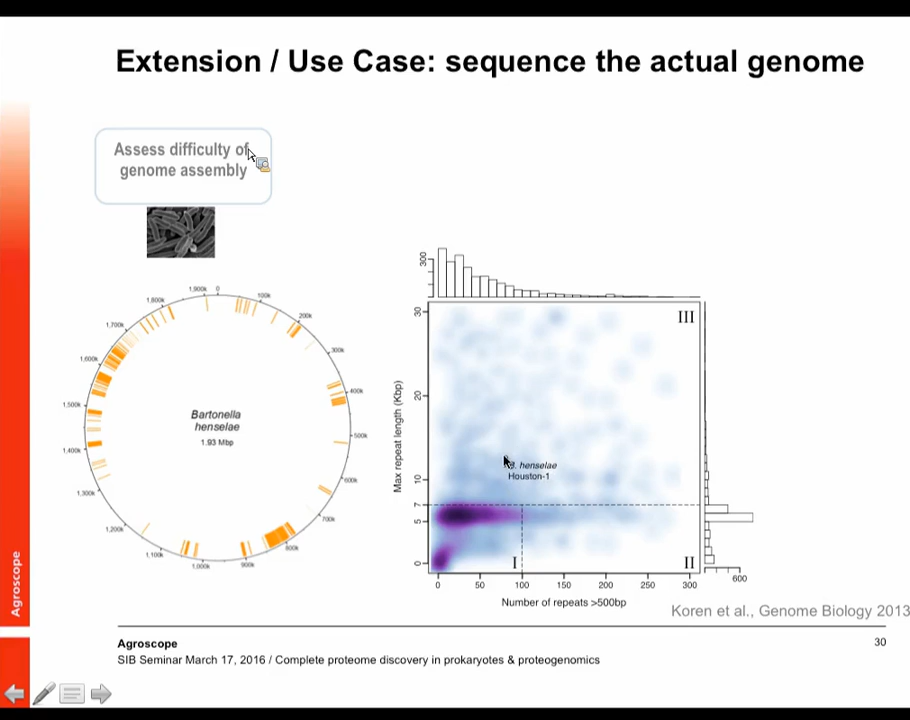 Extension / Use Case: sequence the actual genome
Assess difficulty of
genome assembly
0
100k
200k
300k
400k
500k
600k
700k
800k
900k
1,000k
1,100k
1,200k
1,300k
1,400k
1,500k
1,600k
1,700k
1,800k
1,900k
Bartonella
henselae
1.93 Mbp
300
III
30
20
10
7
5
0
Max repeat length (Kbp)
B. henselae
Houston-1
I
II
0
50
100
150
200
250
300
600
Number of repeats >500bp
Koren et al., Genome Biology 2013
Agroscope
Agroscope
30
SIB Seminar March 17, 2016 / Complete proteome discovery in prokaryotes & proteogenomics